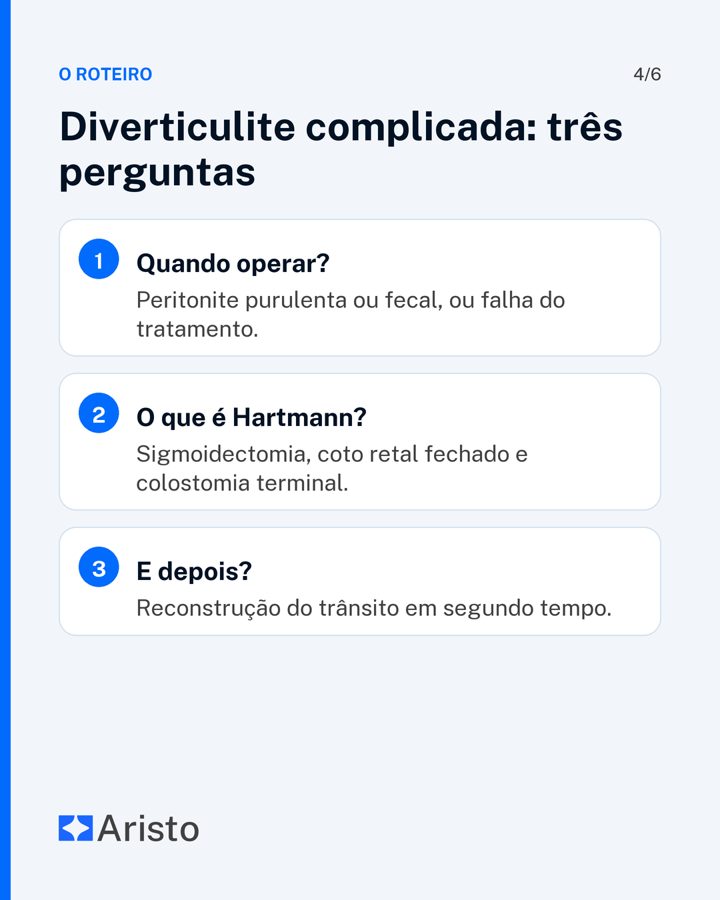 O ROTEIRO
4/6
Diverticulite complicada: três
perguntas
1
Quando operar?
Peritonite purulenta ou fecal, ou falha do
tratamento.
2
O que é Hartmann?
Sigmoidectomia, coto retal fechado e
colostomia terminal.
3
E depois?
Reconstrução do trânsito em segundo tempo.
Aristo